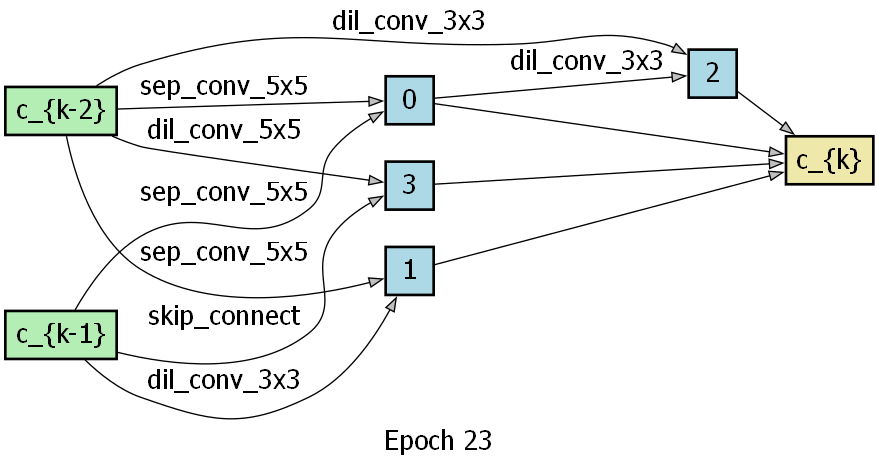 dil_conv_3x3
dil_conv_3x3
2
sep_conv_5x5
0
c_{k-2}
dil_conv_5x5
c_{k}
sep_conv_5x5
3
sep_conv_5x5
1
skip_connect
c_{k-1}
dil_conv_3x3
Epoch 23